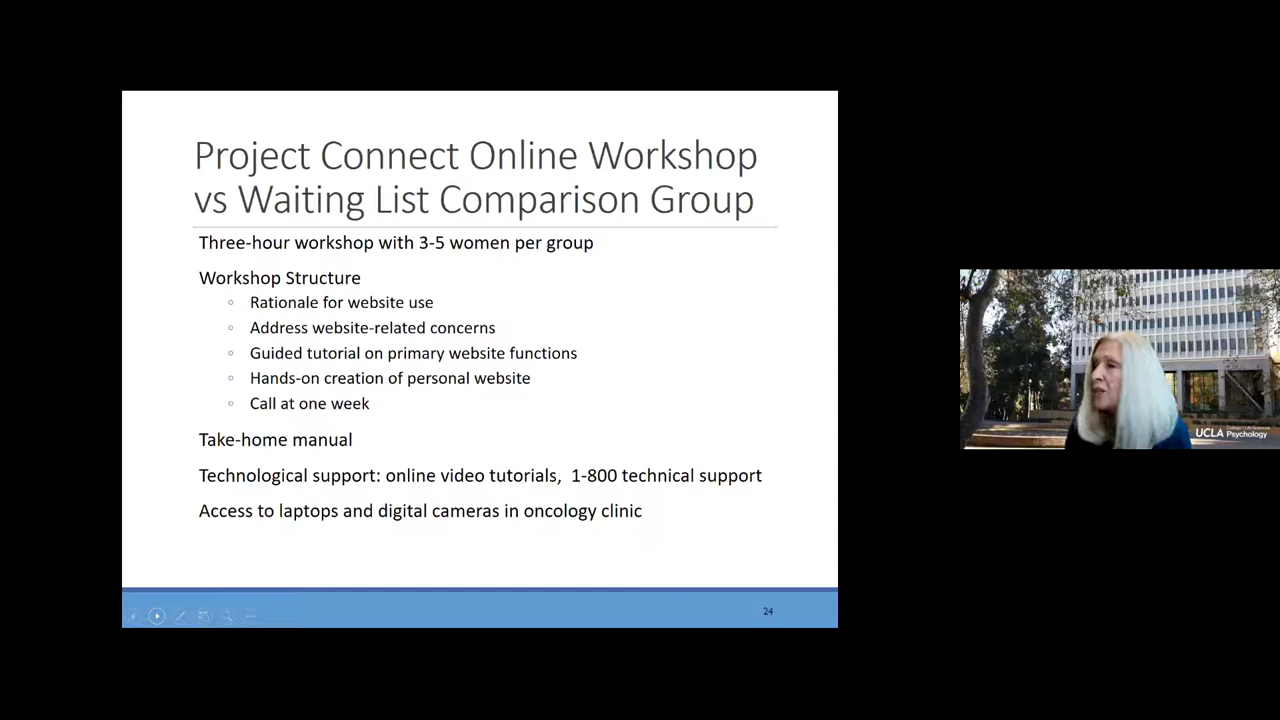 Project Connect Online Workshop
vs Waiting List Comparison Group
Three-hour workshop with 3-5 women per group
Workshop Structure
Rationale for website use
Address website-related concerns
Guided tutorial on primary website functions
Hands-on creation of personal website
Call at one week
Take-home manual
Technological support: online video tutorials, 1-800 technical support
Access to laptops and digital cameras in oncology clinic
24
UCLA Psychology